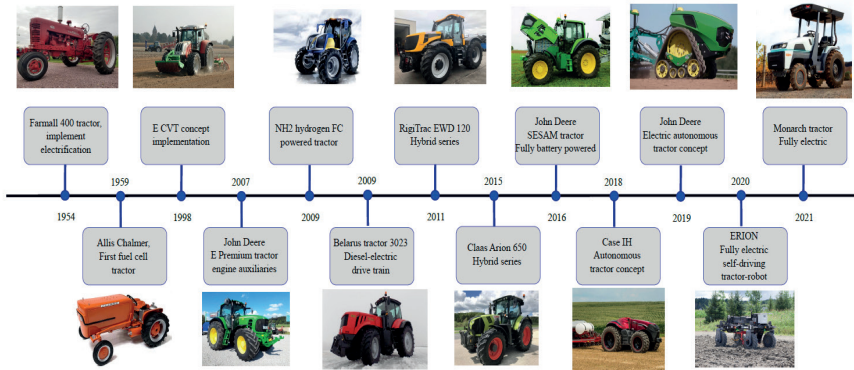 Farmall 400 tractor,
implement
electrification
E CVT concept
implementation
NH2 hydrogen FC
powered tractor
RigiTrac EWD 120
Hybrid series
John Deere
SESAM tractor
Fully battery powered
John Deere
Electric autonomous
tractor concept
Monarch tractor
Fully electric
1959
2007
2009
2015
2018
2020
1954
1998
2009
2011
2016
2019
2021
Allis Chalmer,
First fuel cell
tractor
John Deere
E Premium tractor
engine auxiliaries
Belarus tractor 3023
Diesel-electric
drive train
Claas Arion 650
Hybrid series
Case IH
Autonomous
tractor concept
ERION
Fully electric
self-driving
tractor-robot